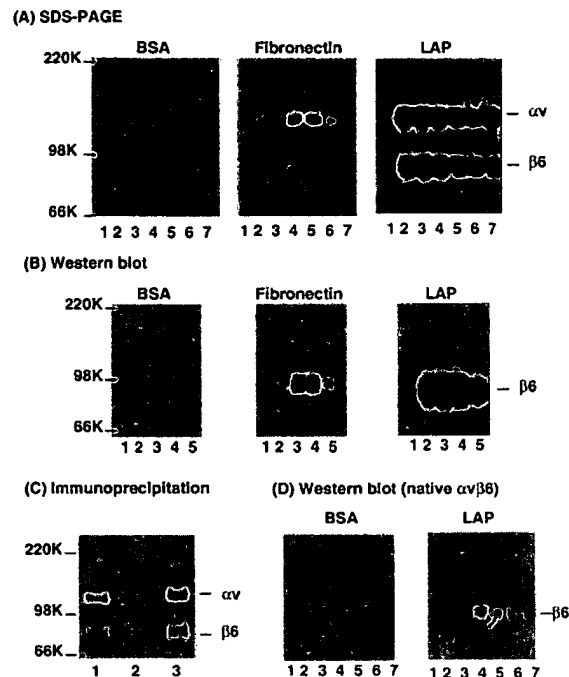 (A) SDS-PAGE
BSA Fibronectin LAP
220K
αv
98K
β6
66K
1 2 3 4 5 6 7 1 2 3 4 5 6 7 1 2 3 4 5 6 7
(B) Western blot
BSA Fibronectin LAP
220K
98K
β6
66K
1 2 3 4 5 1 2 3 4 5 1 2 3 4 5
(C) Immunoprecipitation (D) Western blot (native αvβ6)
BSA LAP
220K
αv
98K
β6
β6
66K
1 2 3 1 2 3 4 5 6 7 1 2 3 4 5 6 7